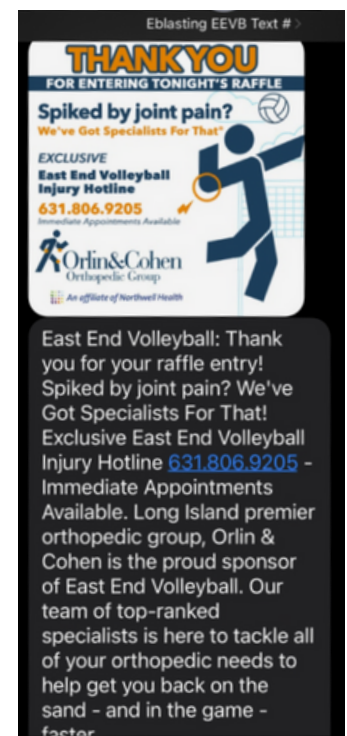 Eblasting EEVB Text # >
THANK YOU
FOR ENTERING TONIGHT'S RAFFLE
Spiked by joint pain?
We've Got Specialists For That®
EXCLUSIVE
East End Volleyball
Injury Hotline
631.806.9205
Immediate Appointments Available
Orlin&Cohen
Orthopedic Group
An affiliate of Northwell Health
East End Volleyball: Thank
you for your raffle entry!
Spiked by joint pain? We've
Got Specialists For That!
Exclusive East End Volleyball
Injury Hotline 631.806.9205 -
Immediate Appointments
Available. Long Island premier
orthopedic group, Orlin &
Cohen is the proud sponsor
of East End Volleyball. Our
team of top-ranked
specialists is here to tackle all
of your orthopedic needs to
help get you back on the
sand - and in the game -
faster